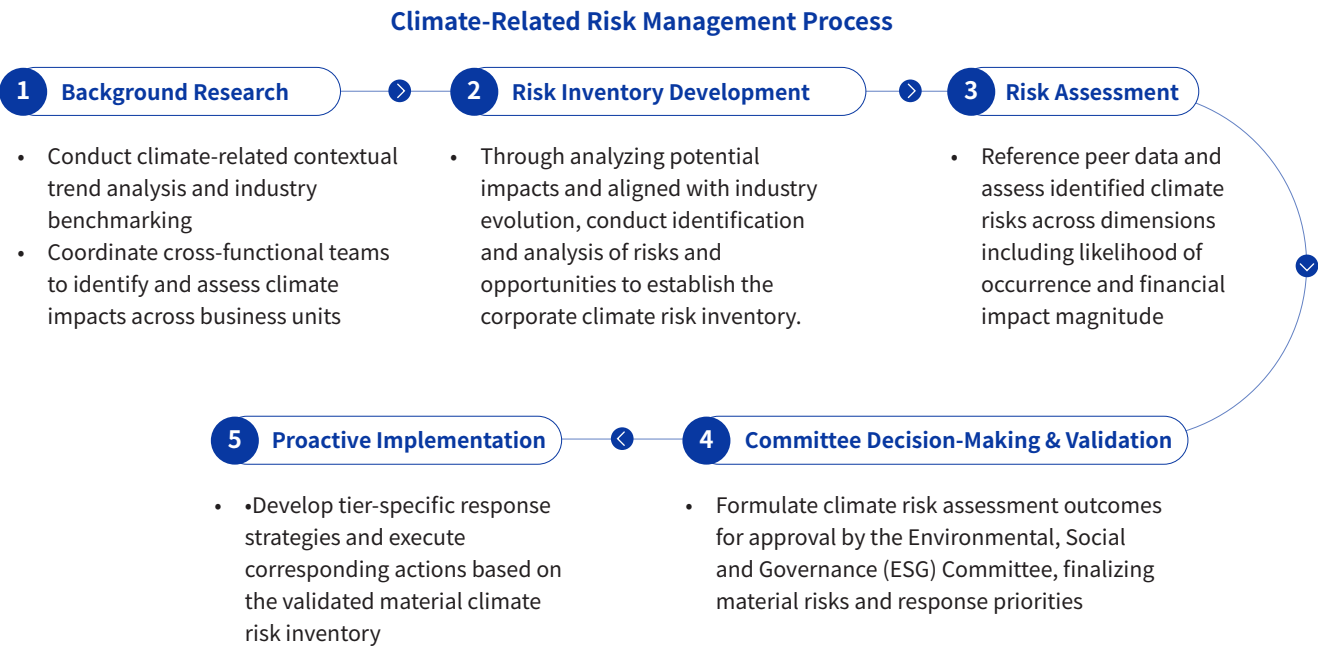 Climate-Related Risk Management Process
1 Background Research
• Conduct climate-related contextual
trend analysis and industry
benchmarking
• Coordinate cross-functional teams
to identify and assess climate
impacts across business units
2 Risk Inventory Development
• Through analyzing potential
impacts and aligned with industry
evolution, conduct identification
and analysis of risks and
opportunities to establish the
corporate climate risk inventory.
3 Risk Assessment
• Reference peer data and
assess identified climate
risks across dimensions
including likelihood of
occurrence and financial
impact magnitude
4 Committee Decision-Making & Validation
• Formulate climate risk assessment outcomes
for approval by the Environmental, Social
and Governance (ESG) Committee, finalizing
material risks and response priorities
5 Proactive Implementation
• •Develop tier-specific response
strategies and execute
corresponding actions based on
the validated material climate
risk inventory